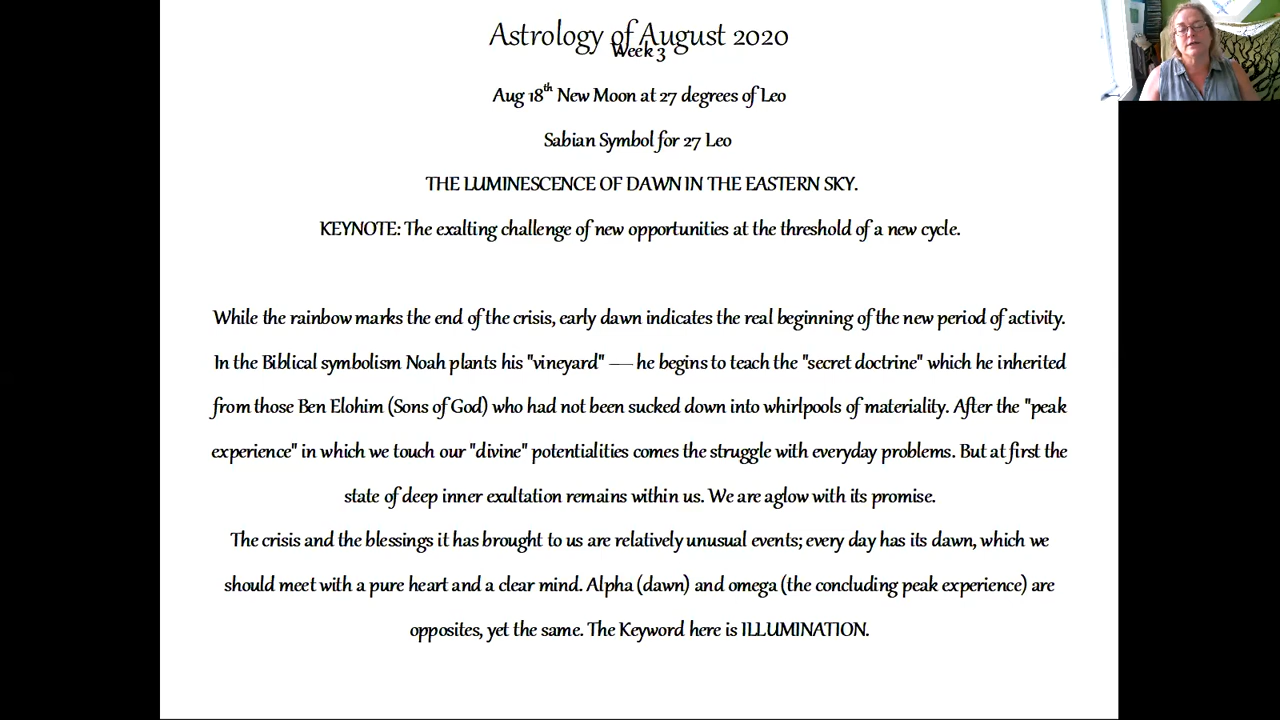 Astrology of August 2020
Week 3
Aug 18th New Moon at 27 degrees of Leo
Sabian Symbol for 27 Leo
THE LUMINESCENCE OF DAWN IN THE EASTERN SKY.
KEYNOTE: The exalting challenge of new opportunities at the threshold of a new cycle.
While the rainbow marks the end of the crisis, early dawn indicates the real beginning of the new period of activity.
In the Biblical symbolism Noah plants his "vineyard" — he begins to teach the "secret doctrine" which he inherited
from those Ben Elohim (Sons of God) who had not been sucked down into whirlpools of materiality. After the "peak
experience" in which we touch our "divine" potentialities comes the struggle with everyday problems. But at first the
state of deep inner exultation remains within us. We are aglow with its promise.
The crisis and the blessings it has brought to us are relatively unusual events; every day has its dawn, which we
should meet with a pure heart and a clear mind. Alpha (dawn) and omega (the concluding peak experience) are
opposites, yet the same. The Keyword here is ILLUMINATION.